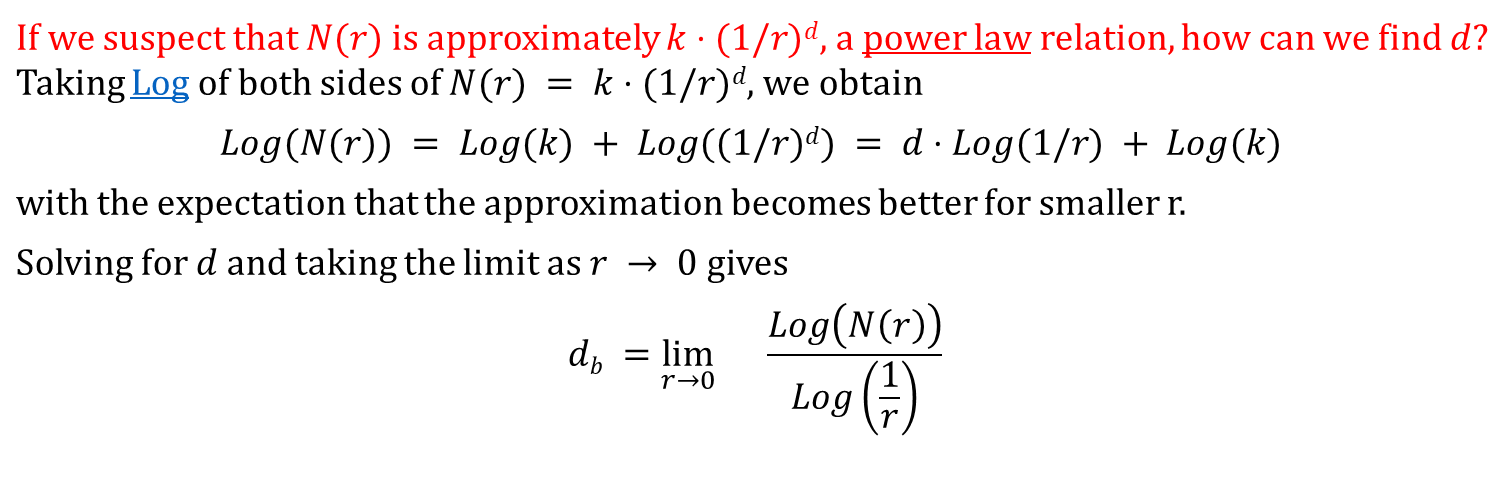 If we suspect that N(r) is approximately k · (1/r)^d, a power law relation, how can we find d?
Taking Log of both sides of N(r) = k · (1/r)^d, we obtain
Log(N(r)) = Log(k) + Log((1/r)^d) = d · Log(1/r) + Log(k)
with the expectation that the approximation becomes better for smaller r.
Solving for d and taking the limit as r → 0 gives
d_b = lim_{r→0} Log(N(r)) / Log(1/r)